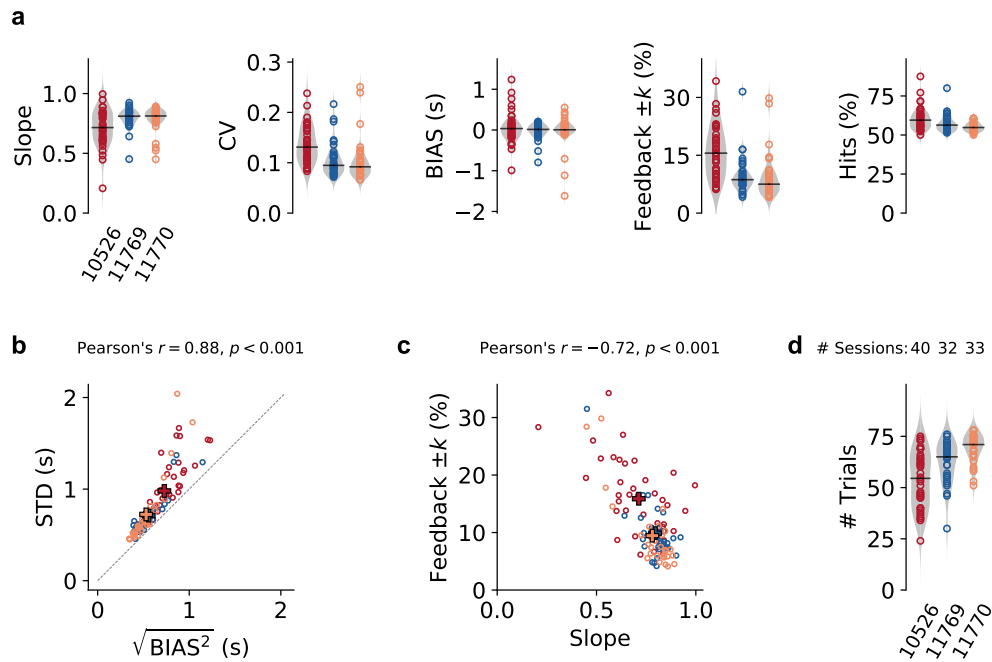 a
Slope
1.0
0.5
0.0
10526
11769
11770
CV
0.3
0.2
0.1
0.0
BIAS (s)
1
0
−1
−2
Feedback ±k (%)
30
15
0
Hits (%)
75
50
25
0
b
Pearson's r = 0.88, p < 0.001
STD (s)
2
1
0
0
1
2
√BIAS² (s)
c
Pearson's r = −0.72, p < 0.001
Feedback ±k (%)
30
20
10
0
0.0
0.5
1.0
Slope
d
# Sessions: 40 32 33
# Trials
75
50
25
0
10526
11769
11770